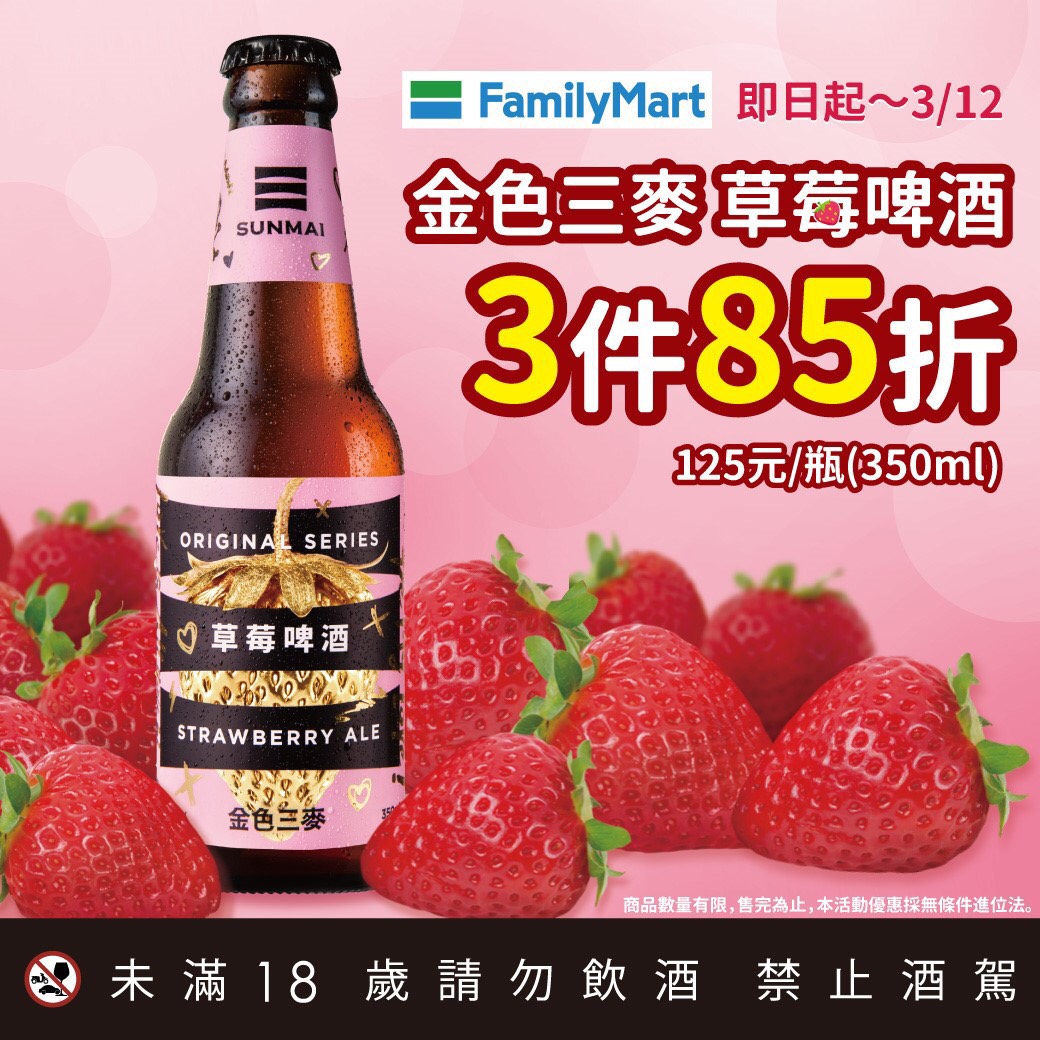 FamilyMart 即日起～3/12
金色三麥 草莓啤酒
3件85折
125元/瓶(350ml)
SUNMAI
ORIGINAL SERIES
草莓啤酒
STRAWBERRY ALE
金色三麥
商品數量有限,售完為止,本活動優惠採無條件進位法。
未滿18歲請勿飲酒 禁止酒駕